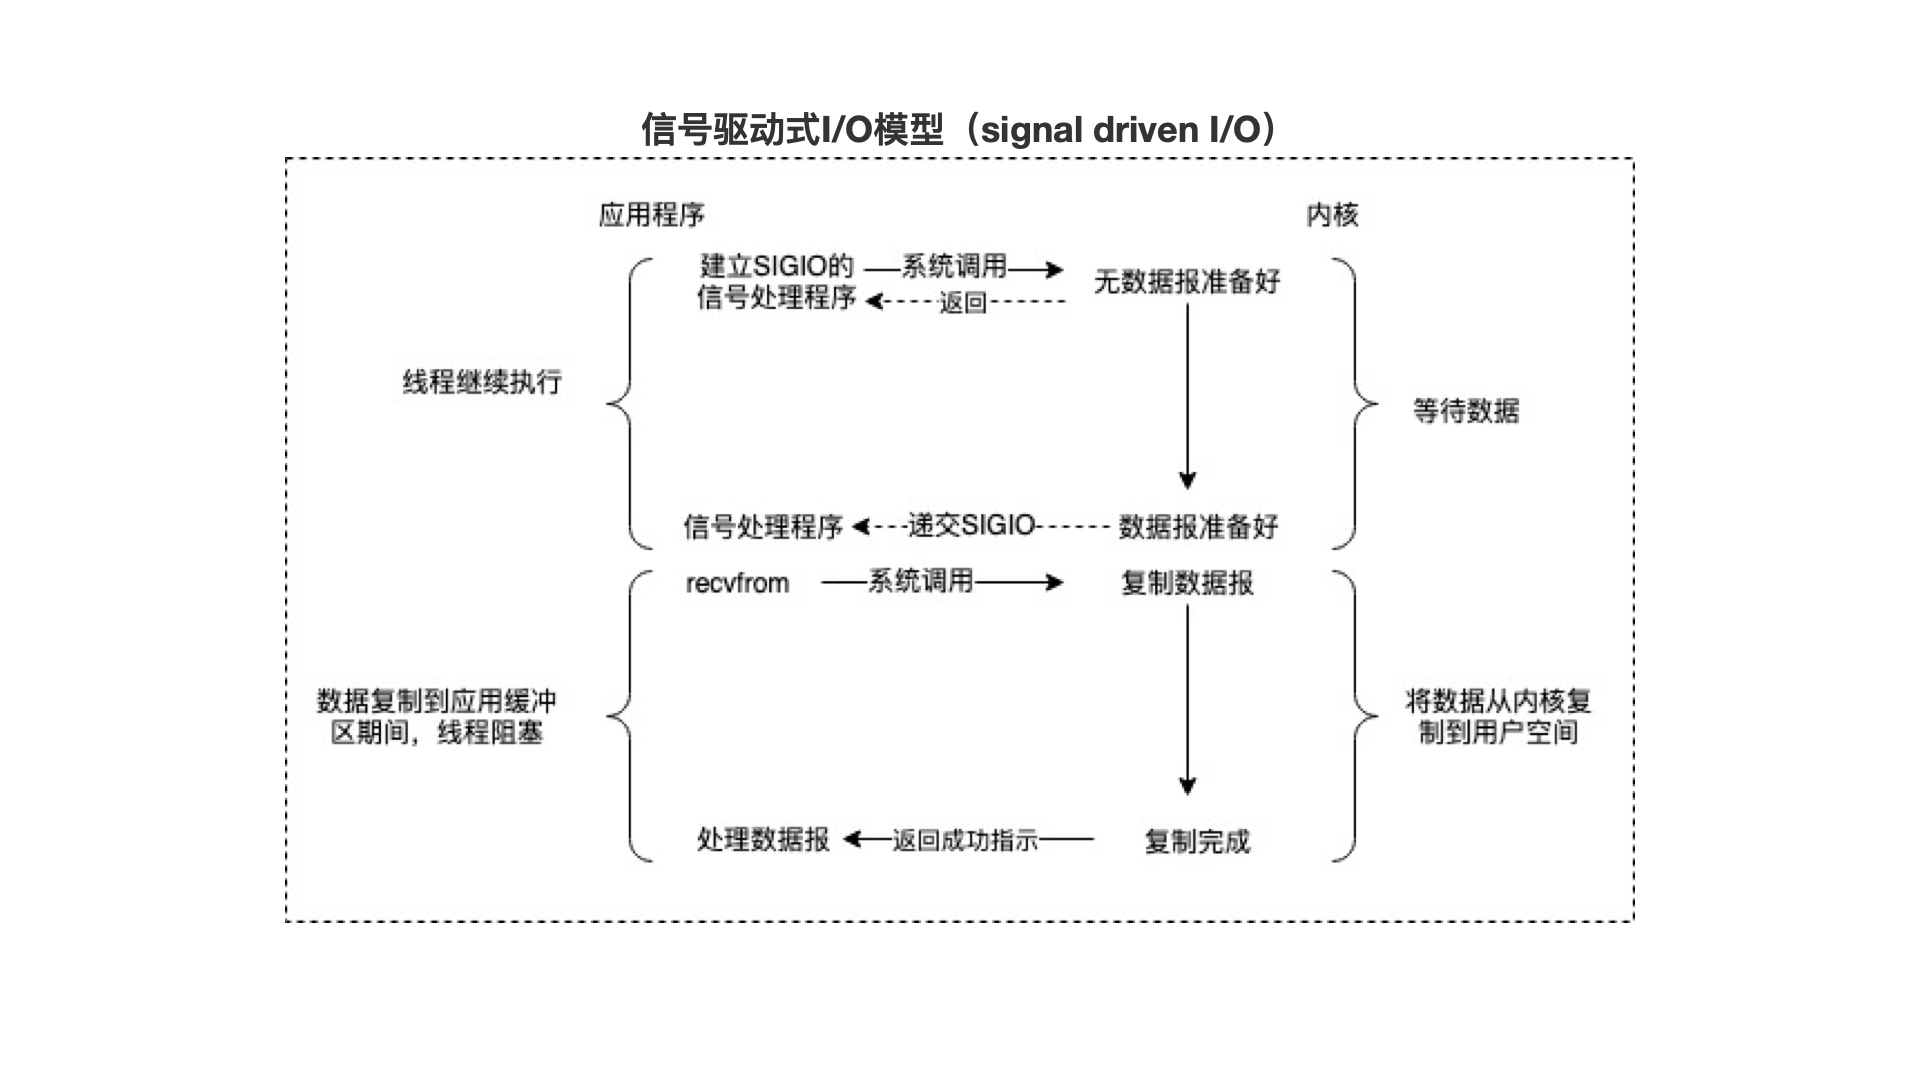 信号驱动式I/O模型（signal driven I/O）
应用程序
内核
建立SIGIO的
信号处理程序
系统调用
返回
无数据报准备好
线程继续执行
等待数据
信号处理程序
递交SIGIO
数据报准备好
recvfrom
系统调用
复制数据报
数据复制到应用缓冲
区期间，线程阻塞
将数据从内核复
制到用户空间
处理数据报
返回成功指示
复制完成